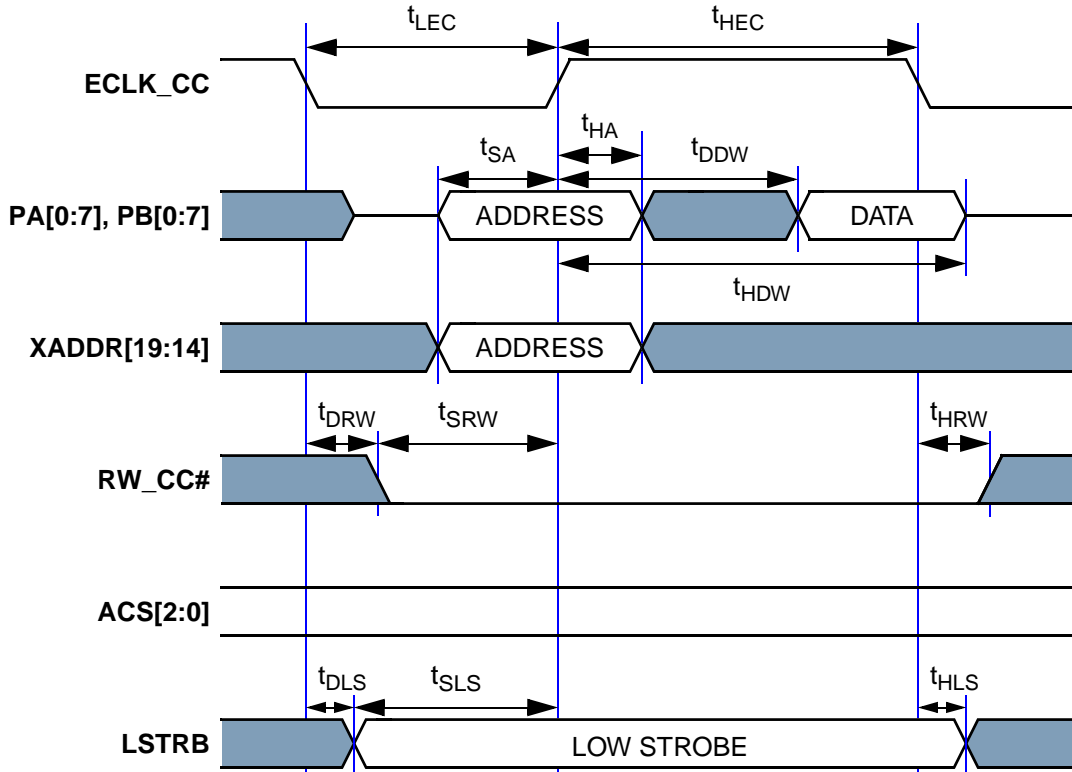 tLEC tHEC
ECLK_CC
tHA
tSA tDDW
PA[0:7], PB[0:7] ADDRESS DATA
tHDW
XADDR[19:14] ADDRESS
tDRW tSRW tHRW
RW_CC#
ACS[2:0]
tDLS tSLS tHLS
LSTRB LOW STROBE